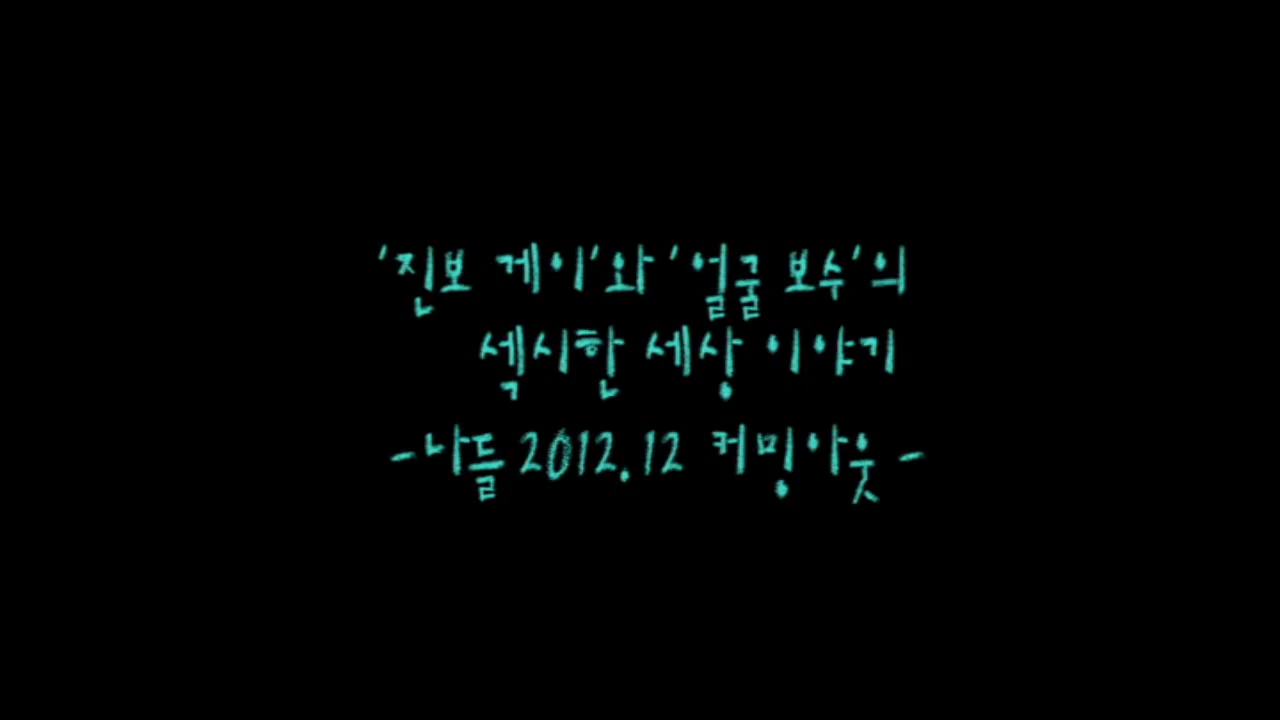 '진보 게이'와 '얼굴 보수'의
섹시한 세상 이야기
-나들 2012.12 커밍아웃-